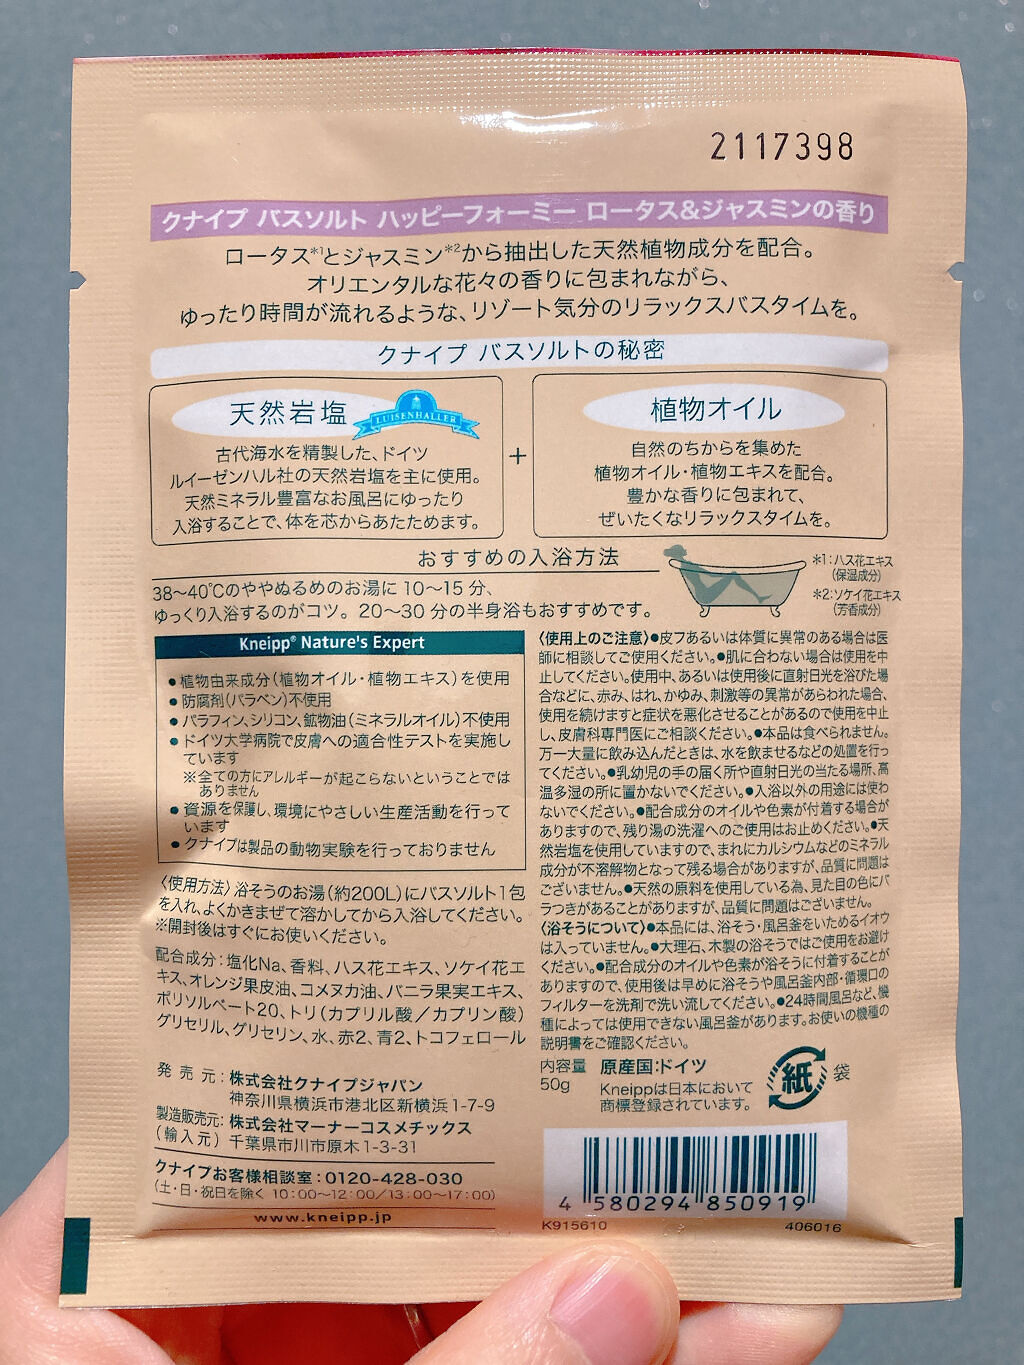 2117398
クナイプ バスソルト ハッピーフォーミー ロータス&ジャスミンの香り
ロータス*1とジャスミン*2から抽出した天然植物成分を配合。
オリエンタルな花々の香りに包まれながら、
ゆったり時間が流れるような、リゾート気分のリラックスバスタイムを。
クナイプ バスソルトの秘密
天然岩塩
LUISENHALLER
古代海水を精製した、ドイツ
ルイーゼンハル社の天然岩塩を主に使用。
天然ミネラル豊富なお風呂にゆったり
入浴することで、体を芯からあたためます。
+
植物オイル
自然のちからを集めた
植物オイル・植物エキスを配合。
豊かな香りに包まれて、
ぜいたくなリラックスタイムを。
おすすめの入浴方法
38〜40℃のややぬるめのお湯に 10〜15 分、
ゆっくり入浴するのがコツ。20〜30 分の半身浴もおすすめです。
*1:ハス花エキス
(保湿成分)
*2:ソケイ花エキス
(芳香成分)
Kneipp® Nature's Expert
●植物由来成分(植物オイル・植物エキス)を使用
●防腐剤(パラベン)不使用
●パラフィン、シリコン、鉱物油(ミネラルオイル)不使用
●ドイツ大学病院で皮膚への適合性テストを実施し
ています
※全ての方にアレルギーが起こらないということでは
ありません
●資源を保護し、環境にやさしい生産活動を行って
います
●クナイプは製品の動物実験を行っておりません
〈使用方法〉浴そうのお湯(約200L)にバスソルト1包
を入れ、よくかきまぜて溶かしてから入浴してください。
※開封後はすぐにお使いください。
配合成分:塩化Na、香料、ハス花エキス、ソケイ花エ
キス、オレンジ果皮油、コメヌカ油、バニラ果実エキス、
ポリソルベート20、トリ(カプリル酸/カプリン酸)
グリセリル、グリセリン、水、赤2、青2、トコフェロール
発売元:株式会社クナイプジャパン
神奈川県横浜市港北区新横浜1-7-9
製造販売元:株式会社マーナーコスメチックス
(輸入元)千葉県市川市原木1-3-31
クナイプお客様相談室:0120-428-030
(土・日・祝日を除く 10:00〜12:00/13:00〜17:00)
www.kneipp.jp
〈使用上のご注意〉●皮フあるいは体質に異常のある場合は医
師に相談してご使用ください。●肌に合わない場合は使用を中
止してください。使用中、あるいは使用後に直射日光を浴びた場
合などに、赤み、はれ、かゆみ、刺激等の異常があらわれた場合、
使用を続けますと症状を悪化させることがあるので使用を中止
し、皮膚科専門医にご相談ください。●本品は食べられません。
万一大量に飲み込んだときは、水を飲ませるなどの処置を行っ
てください。●乳幼児の手の届く所や直射日光の当たる場所、高
温多湿の所に置かないでください。●入浴以外の用途には使わ
ないでください。●配合成分のオイルや色素が付着する場合が
ありますので、残り湯の洗濯へのご使用はお止めください。●天
然岩塩を使用していますので、まれにカルシウムなどのミネラル
成分が不溶解物となって残る場合がありますが、品質に問題は
ございません。●天然の原料を使用している為、見た目の色にバ
ラつきがあることがありますが、品質に問題はございません。
〈浴そうについて〉●本品には、浴そう・風呂釜をいためるイオウ
は入っていません。●大理石、木製の浴そうではご使用をお避け
ください。●配合成分のオイルや色素が浴そうに付着することが
ありますので、使用後は早めに浴そうや風呂釜内部・循環口の
フィルターを洗剤で洗い流してください。●24時間風呂など、機
種によっては使用できない風呂釜があります。お使いの機種の
説明書をご確認ください。
内容量
50g
原産国:ドイツ
Kneippは日本において
商標登録されています。
紙
袋
4 580294 850919
K915610
406016